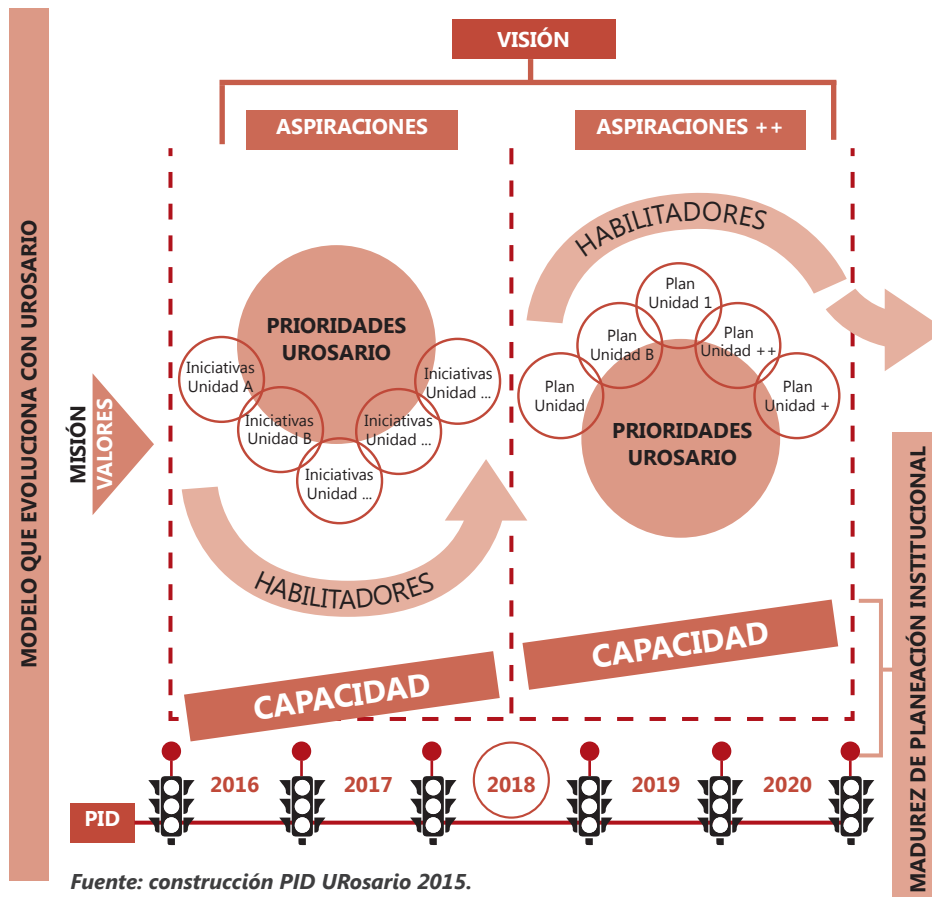 MODELO QUE EVOLUCIONA CON UROSARIO
VISIÓN
ASPIRACIONES
ASPIRACIONES ++
MISIÓN
VALORES
PRIORIDADES
UROSARIO
Iniciativas
Unidad A
Iniciativas
Unidad B
Iniciativas
Unidad ...
Iniciativas
Unidad ...
Iniciativas
Unidad ...
HABILITADORES
HABILITADORES
Plan
Unidad
Plan
Unidad B
Plan
Unidad 1
Plan
Unidad ++
Plan
Unidad +
PRIORIDADES
UROSARIO
CAPACIDAD
CAPACIDAD
MADUREZ DE PLANEACIÓN INSTITUCIONAL
PID
2016
2017
2018
2019
2020
Fuente: construcción PID URosario 2015.